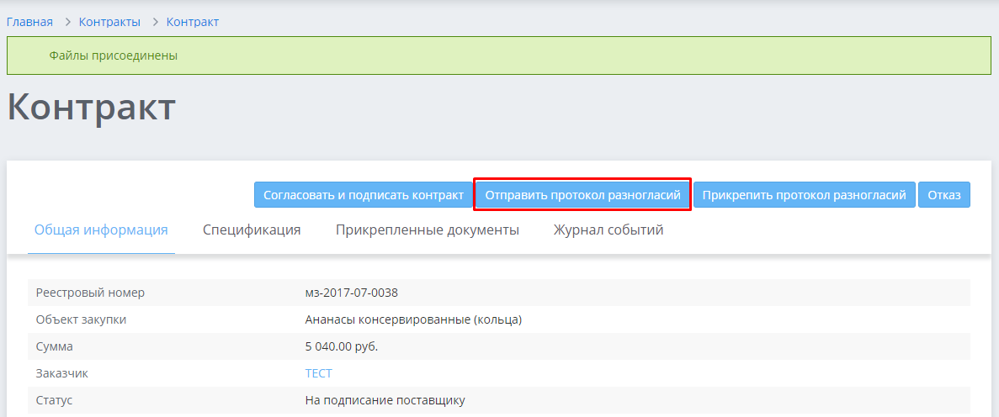 Главная > Контракты > Контракт
Файлы присоединены
Контракт
Согласовать и подписать контракт Отправить протокол разногласий Прикрепить протокол разногласий Отказ
Общая информация Спецификация Прикрепленные документы Журнал событий
Реестровый номер мз-2017-07-0038
Объект закупки Ананасы консервированные (кольца)
Сумма 5 040.00 руб.
Заказчик ТЕСТ
Статус На подписание поставщику